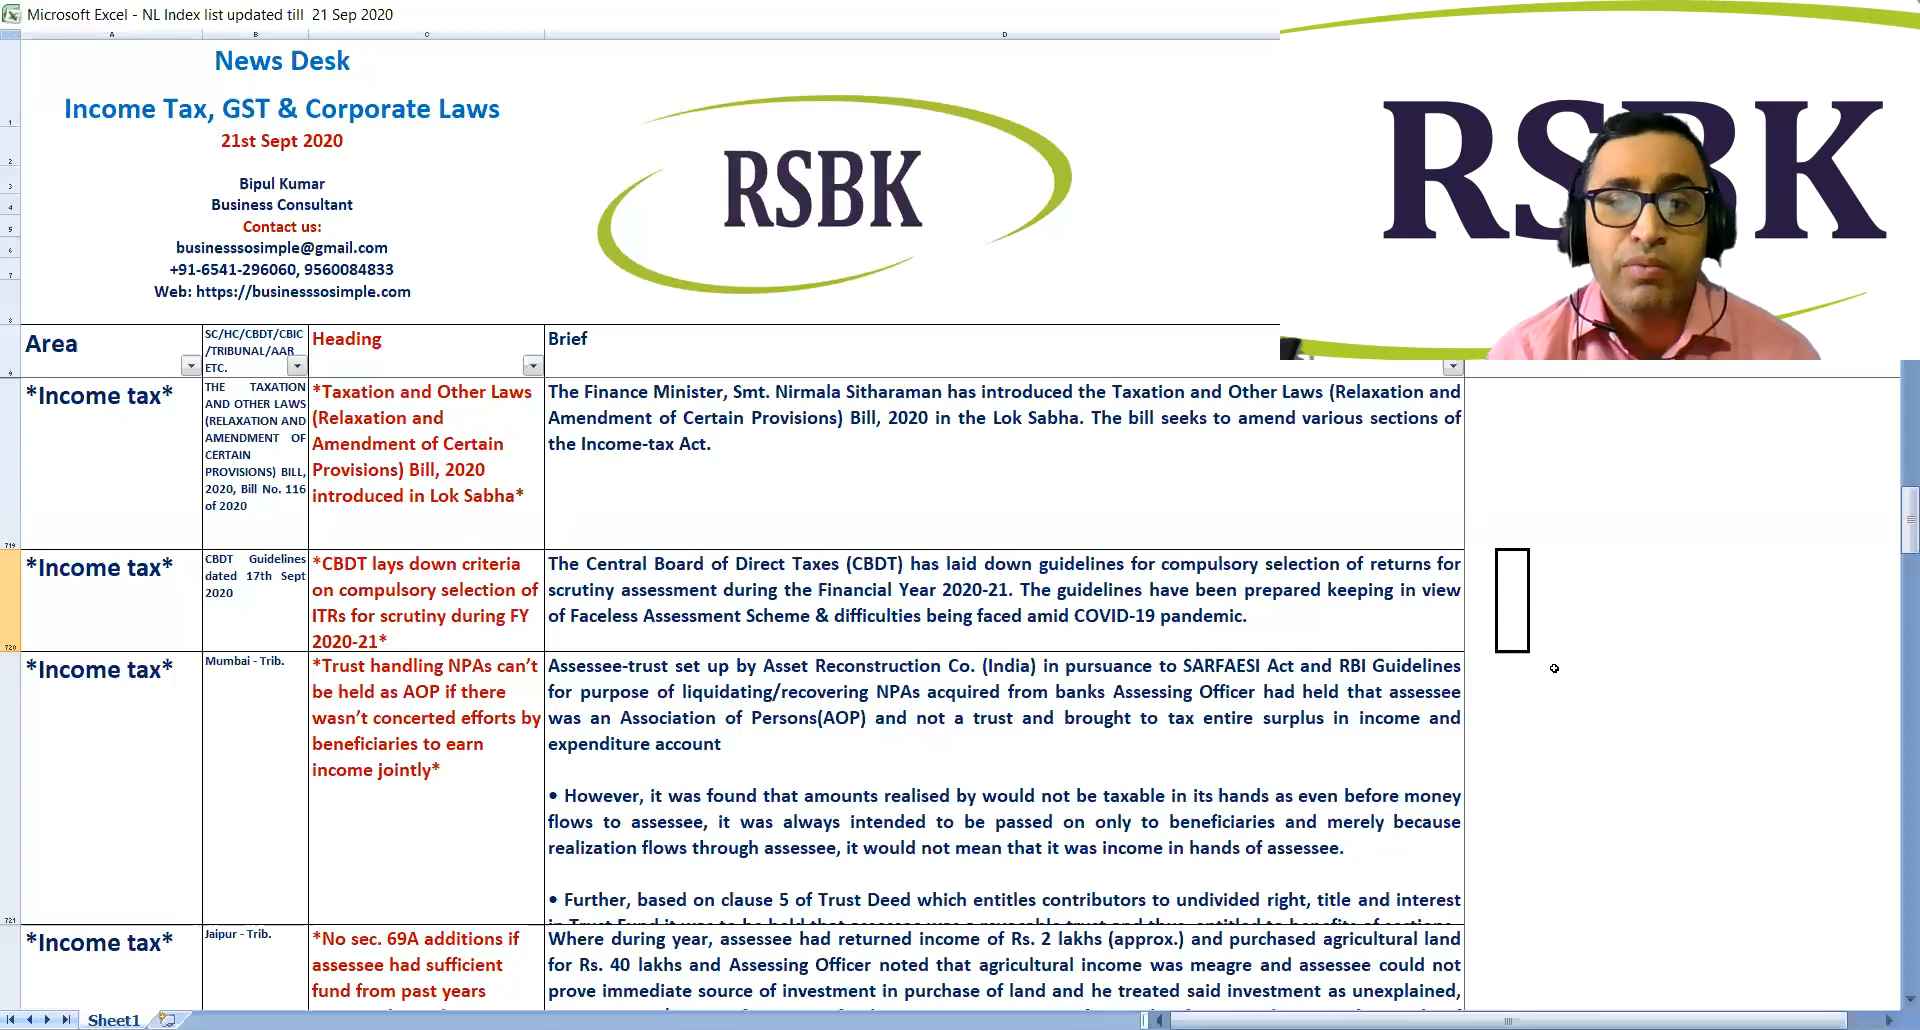 Microsoft Excel - NL Index list updated till 21 Sep 2020
A B C D
News Desk
Income Tax, GST & Corporate Laws
21st Sept 2020
Bipul Kumar
Business Consultant
Contact us:
businesssosimple@gmail.com
+91-6541-296060, 9560084833
Web: https://businesssosimple.com
RSBK
RSBK
1
2
3
4
5
6
7
8
9
Area
SC/HC/CBDT/CBIC
/TRIBUNAL/AAR
ETC.
Heading
Brief
*Income tax*
THE TAXATION
AND OTHER LAWS
(RELAXATION AND
AMENDMENT OF
CERTAIN
PROVISIONS) BILL,
2020, Bill No. 116
of 2020
*Taxation and Other Laws
(Relaxation and
Amendment of Certain
Provisions) Bill, 2020
introduced in Lok Sabha*
The Finance Minister, Smt. Nirmala Sitharaman has introduced the Taxation and Other Laws (Relaxation and
Amendment of Certain Provisions) Bill, 2020 in the Lok Sabha. The bill seeks to amend various sections of
the Income-tax Act.
719
*Income tax*
CBDT Guidelines
dated 17th Sept
2020
*CBDT lays down criteria
on compulsory selection of
ITRs for scrutiny during FY
2020-21*
The Central Board of Direct Taxes (CBDT) has laid down guidelines for compulsory selection of returns for
scrutiny assessment during the Financial Year 2020-21. The guidelines have been prepared keeping in view
of Faceless Assessment Scheme & difficulties being faced amid COVID-19 pandemic.
720
*Income tax*
Mumbai - Trib.
*Trust handling NPAs can't
be held as AOP if there
wasn't concerted efforts by
beneficiaries to earn
income jointly*
Assessee-trust set up by Asset Reconstruction Co. (India) in pursuance to SARFAESI Act and RBI Guidelines
for purpose of liquidating/recovering NPAs acquired from banks Assessing Officer had held that assessee
was an Association of Persons(AOP) and not a trust and brought to tax entire surplus in income and
expenditure account
• However, it was found that amounts realised by would not be taxable in its hands as even before money
flows to assessee, it was always intended to be passed on only to beneficiaries and merely because
realization flows through assessee, it would not mean that it was income in hands of assessee.
• Further, based on clause 5 of Trust Deed which entitles contributors to undivided right, title and interest
721
*Income tax*
Jaipur - Trib.
*No sec. 69A additions if
assessee had sufficient
fund from past years
Where during year, assessee had returned income of Rs. 2 lakhs (approx.) and purchased agricultural land
for Rs. 40 lakhs and Assessing Officer noted that agricultural income was meagre and assessee could not
prove immediate source of investment in purchase of land and he treated said investment as unexplained,
Sheet1